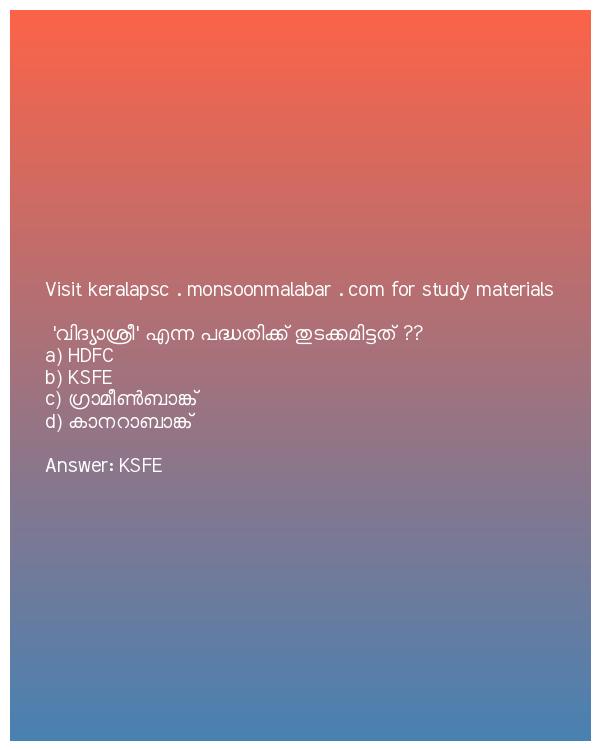 Visit keralapsc . monsoonmalabar . com for study materials
'വിദ്യാശ്രീ' എന്ന പദ്ധതിക്ക് തുടക്കമിട്ടത് ??
a) HDFC
b) KSFE
c) ഗ്രാമീൺബാങ്ക്
d) കാനറാബാങ്ക്
Answer: KSFE